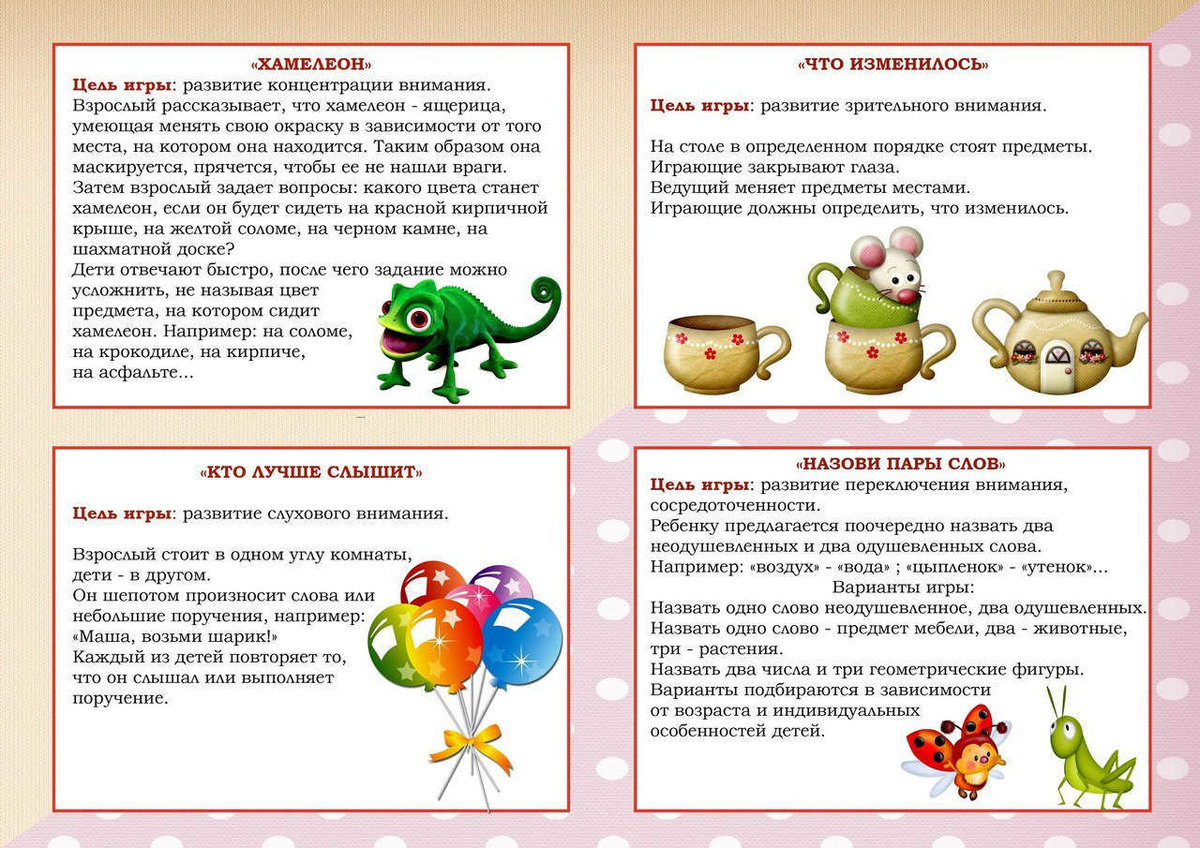 «ХАМЕЛЕОН»
Цель игры: развитие концентрации внимания.
Взрослый рассказывает, что хамелеон - ящерица,
умеющая менять свою окраску в зависимости от того
места, на котором она находится. Таким образом она
маскируется, прячется, чтобы ее не нашли враги.
Затем взрослый задает вопросы: какого цвета станет
хамелеон, если он будет сидеть на красной кирпичной
крыше, на желтой соломе, на черном камне, на
шахматной доске?
Дети отвечают быстро, после чего задание можно
усложнить, не называя цвет
предмета, на котором сидит
хамелеон. Например: на соломе,
на крокодиле, на кирпиче,
на асфальте...
«ЧТО ИЗМЕНИЛОСЬ»
Цель игры: развитие зрительного внимания.
На столе в определенном порядке стоят предметы.
Играющие закрывают глаза.
Ведущий меняет предметы местами.
Играющие должны определить, что изменилось.
«КТО ЛУЧШЕ СЛЫШИТ»
Цель игры: развитие слухового внимания.
Взрослый стоит в одном углу комнаты,
дети - в другом.
Он шепотом произносит слова или
небольшие поручения, например:
«Маша, возьми шарик!»
Каждый из детей повторяет то,
что он слышал или выполняет
поручение.
«НАЗОВИ ПАРЫ СЛОВ»
Цель игры: развитие переключения внимания,
сосредоточенности.
Ребенку предлагается поочередно назвать два
неодушевленных и два одушевленных слова.
Например: «воздух» - «вода» ; «цыпленок» - «утенок»...
Варианты игры:
Назвать одно слово неодушевленное, два одушевленных.
Назвать одно слово - предмет мебели, два - животные,
три - растения.
Назвать два числа и три геометрические фигуры.
Варианты подбираются в зависимости
от возраста и индивидуальных
особенностей детей.